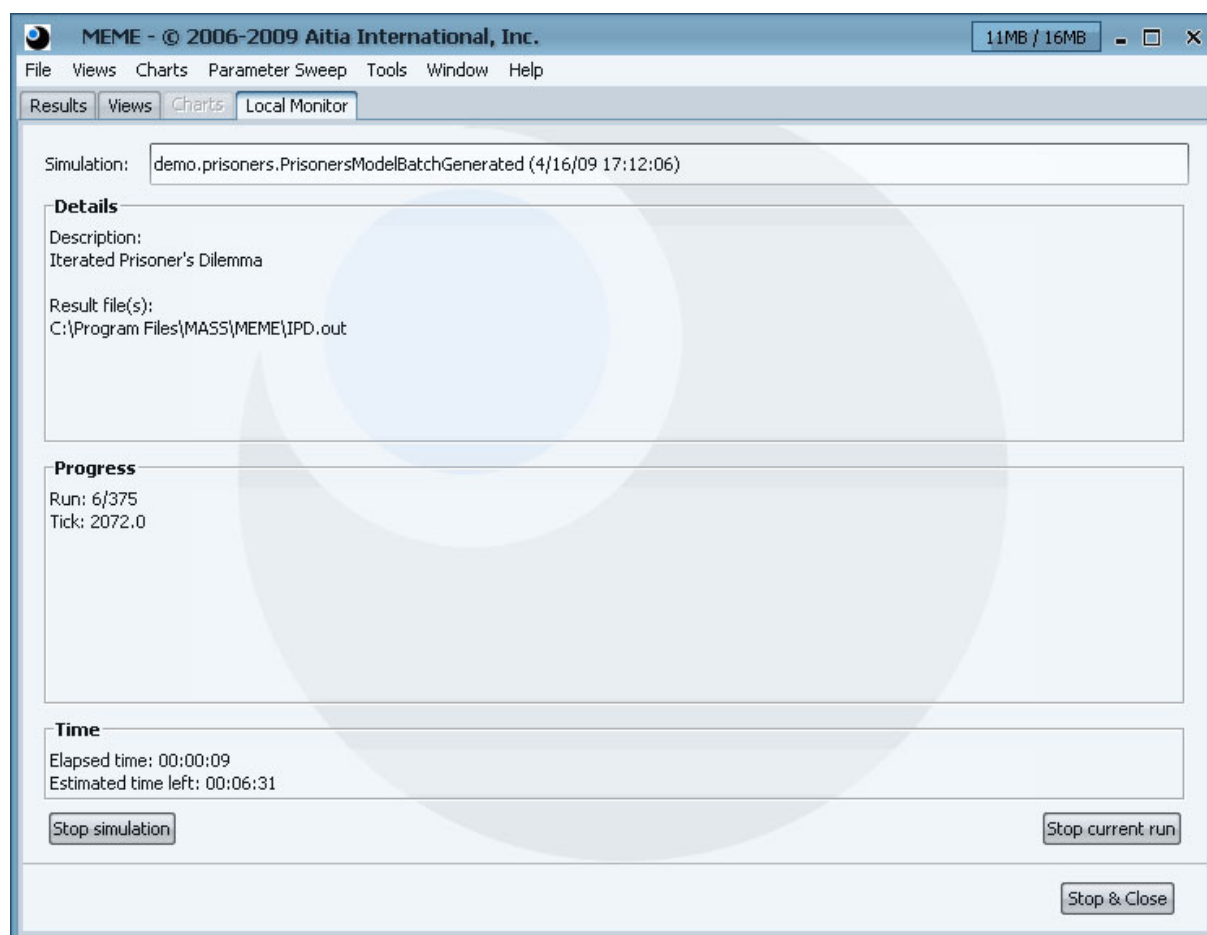 MEME - © 2006-2009 Aitia International, Inc. 11MB / 16MB
File Views Charts Parameter Sweep Tools Window Help
Results Views Charts Local Monitor
Simulation: demo.prisoners.PrisonersModelBatchGenerated (4/16/09 17:12:06)
Details
Description:
Iterated Prisoner's Dilemma
Result file(s):
C:\Program Files\MASS\MEME\IPD.out
Progress
Run: 6/375
Tick: 2072.0
Time
Elapsed time: 00:00:09
Estimated time left: 00:06:31
Stop simulation Stop current run
Stop & Close